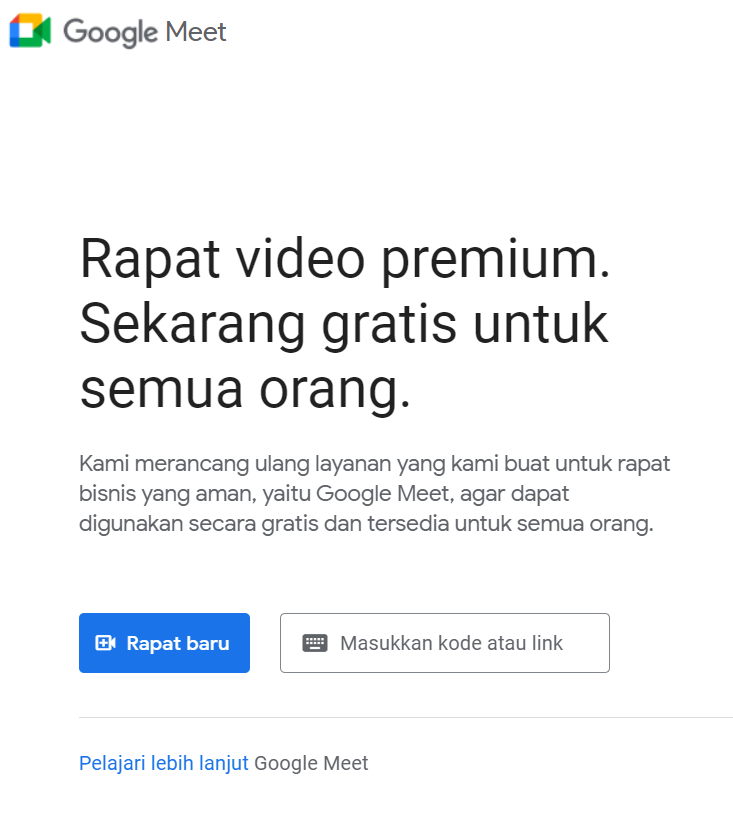 Google Meet
Rapat video premium.
Sekarang gratis untuk
semua orang.
Kami merancang ulang layanan yang kami buat untuk rapat
bisnis yang aman, yaitu Google Meet, agar dapat
digunakan secara gratis dan tersedia untuk semua orang.
Rapat baru
Masukkan kode atau link
Pelajari lebih lanjut Google Meet